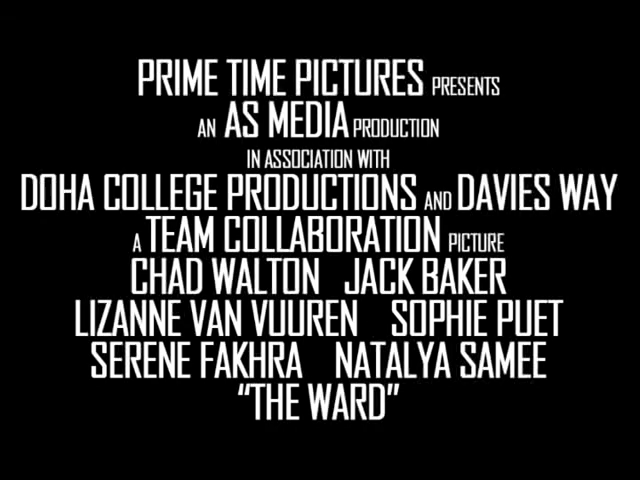 PRIME TIME PICTURES PRESENTS
AN AS MEDIA PRODUCTION
IN ASSOCIATION WITH
DOHA COLLEGE PRODUCTIONS AND DAVIES WAY
A TEAM COLLABORATION PICTURE
CHAD WALTON JACK BAKER
LIZANNE VAN VUUREN SOPHIE PUET
SERENE FAKHRA NATALYA SAMEE
“THE WARD”